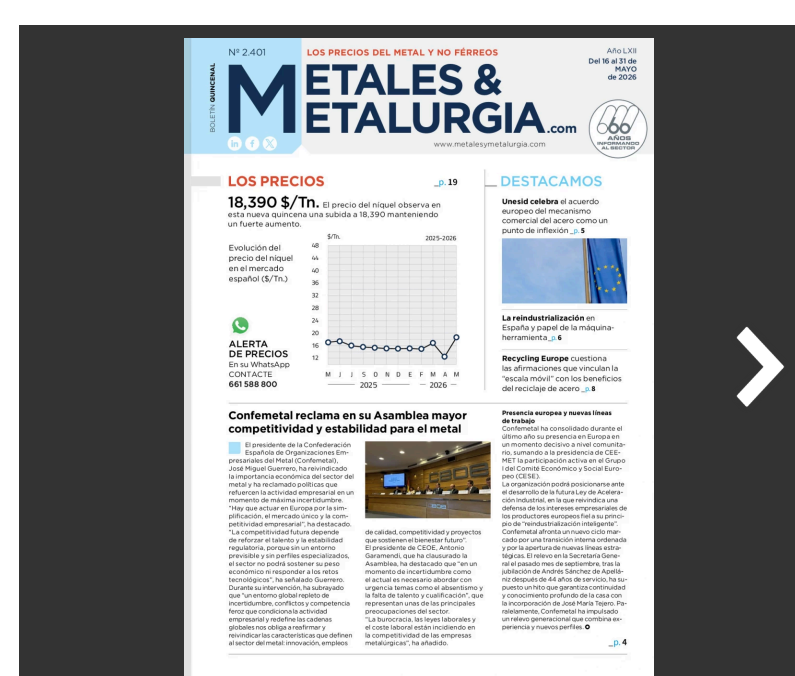 Nº 2.401
BOLETÍN QUINCENAL
LOS PRECIOS DEL METAL Y NO FÉRREOS
METALES &
METALURGIA.com
www.metalesymetalurgia.com
Año LXII
Del 16 al 31 de
MAYO
de 2026
60
AÑOS
INFORMANDO
AL SECTOR
LOS PRECIOS
_p. 19
18,390 $/Tn. El precio del níquel observa en
esta nueva quincena una subida a 18,390 manteniendo
un fuerte aumento.
Evolución del
precio del níquel
en el mercado
español ($/Tn.)
$/Tn.
2025-2026
48
44
40
36
32
28
24
20
16
12
M J J S O N D E F M A M
2025
2026
ALERTA
DE PRECIOS
En su WhatsApp
CONTACTE
661 588 800
DESTACAMOS
Unesid celebra el acuerdo
europeo del mecanismo
comercial del acero como un
punto de inflexión _p. 5
La reindustrialización en
España y papel de la máquina-
herramienta _p. 6
Recycling Europe cuestiona
las afirmaciones que vinculan la
"escala móvil" con los beneficios
del reciclaje de acero _p. 8
Confemetal reclama en su Asamblea mayor
competitividad y estabilidad para el metal
El presidente de la Confederación
Española de Organizaciones Em-
presariales del Metal (Confemetal),
José Miguel Guerrero, ha reivindicado
la importancia económica del sector del
metal y ha reclamado políticas que
refuercen la actividad empresarial en un
momento de máxima incertidumbre.
"Hay que actuar en Europa por la sim-
plificación, el mercado único y la com-
petitividad empresarial", ha destacado.
"La competitividad futura depende
de reforzar el talento y la estabilidad
regulatoria, porque sin un entorno
previsible y sin perfiles especializados,
el sector no podrá sostener su peso
económico ni responder a los retos
tecnológicos", ha señalado Guerrero.
Durante su intervención, ha subrayado
que "un entorno global repleto de
incertidumbre, conflictos y competencia
feroz que condiciona la actividad
empresarial y redefine las cadenas
globales nos obliga a reafirmar y
reivindicar las características que definen
al sector del metal: innovación, empleos
de calidad, competitividad y proyectos
que sostienen el bienestar futuro".
El presidente de CEOE, Antonio
Garamendi, que ha clausurado la
Asamblea, ha destacado que "en un
momento de incertidumbre como
el actual es necesario abordar con
urgencia temas como el absentismo y
la falta de talento y cualificación", que
representan unas de las principales
preocupaciones del sector.
"La burocracia, las leyes laborales y
el coste laboral están incidiendo en
la competitividad de las empresas
metalúrgicas", ha añadido.
Presencia europea y nuevas líneas
de trabajo
Confemetal ha consolidado durante el
último año su presencia en Europa en
un momento decisivo a nivel comunita-
rio, sumando a la presidencia de CEE-
MET la participación activa en el Grupo
I del Comité Económico y Social Euro-
peo (CESE).
La organización podrá posicionarse ante
el desarrollo de la futura Ley de Acelera-
ción Industrial, en la que reivindica una
defensa de los intereses empresariales de
los productores europeos fiel a su princi-
pio de "reindustrialización inteligente".
Confemetal afronta un nuevo ciclo mar-
cado por una transición interna ordenada
y por la apertura de nuevas líneas estra-
tégicas. El relevo en la Secretaría Gene-
ral el pasado mes de septiembre, tras la
jubilación de Andrés Sánchez de Apellá-
niz después de 44 años de servicio, ha su-
puesto un hito que garantiza continuidad
y conocimiento profundo de la casa con
la incorporación de José María Tejero. Pa-
ralelamente, Confemetal ha impulsado
un relevo generacional que combina ex-
periencia y nuevos perfiles.
_p. 4